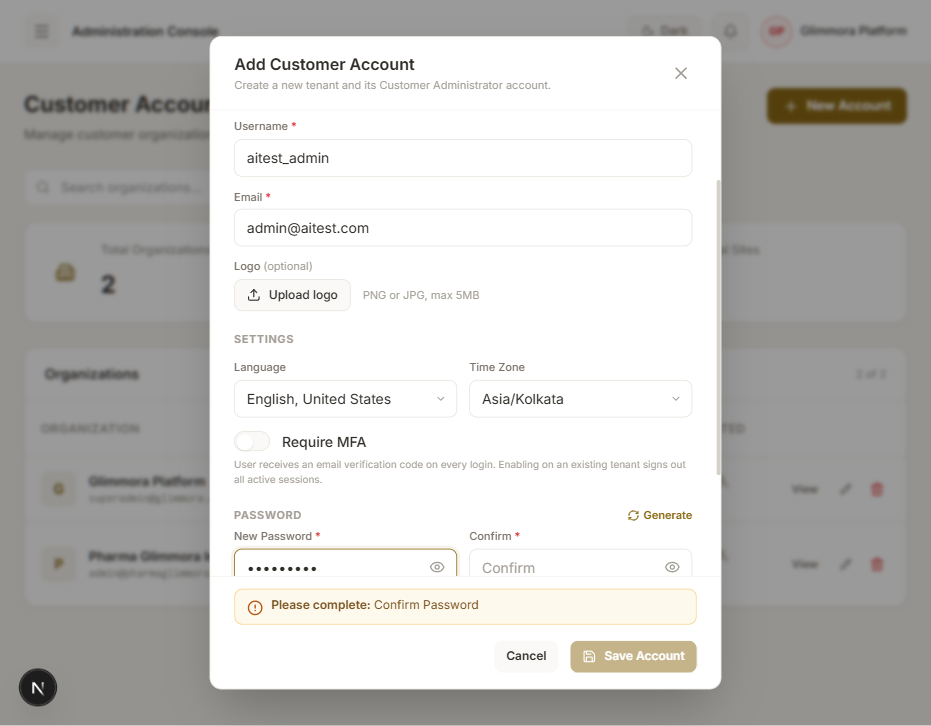 Administration Console
Dark
GP
Glimmora Platform
Customer Accoun
New Account
Manage customer organization
Search organizations...
Total Organizations
2
Sites
Organizations
2 of 2
ORGANIZATION
G
Glimmora Platform
View
P
Pharma Glimmora
View
N
Add Customer Account
Create a new tenant and its Customer Administrator account.
Username *
aitest_admin
Email *
admin@aitest.com
Logo (optional)
Upload logo
PNG or JPG, max 5MB
SETTINGS
Language
Time Zone
English, United States
Asia/Kolkata
Require MFA
User receives an email verification code on every login. Enabling on an existing tenant signs out
all active sessions.
PASSWORD
Generate
New Password *
Confirm *
•••••••••
Confirm
Please complete: Confirm Password
Cancel
Save Account